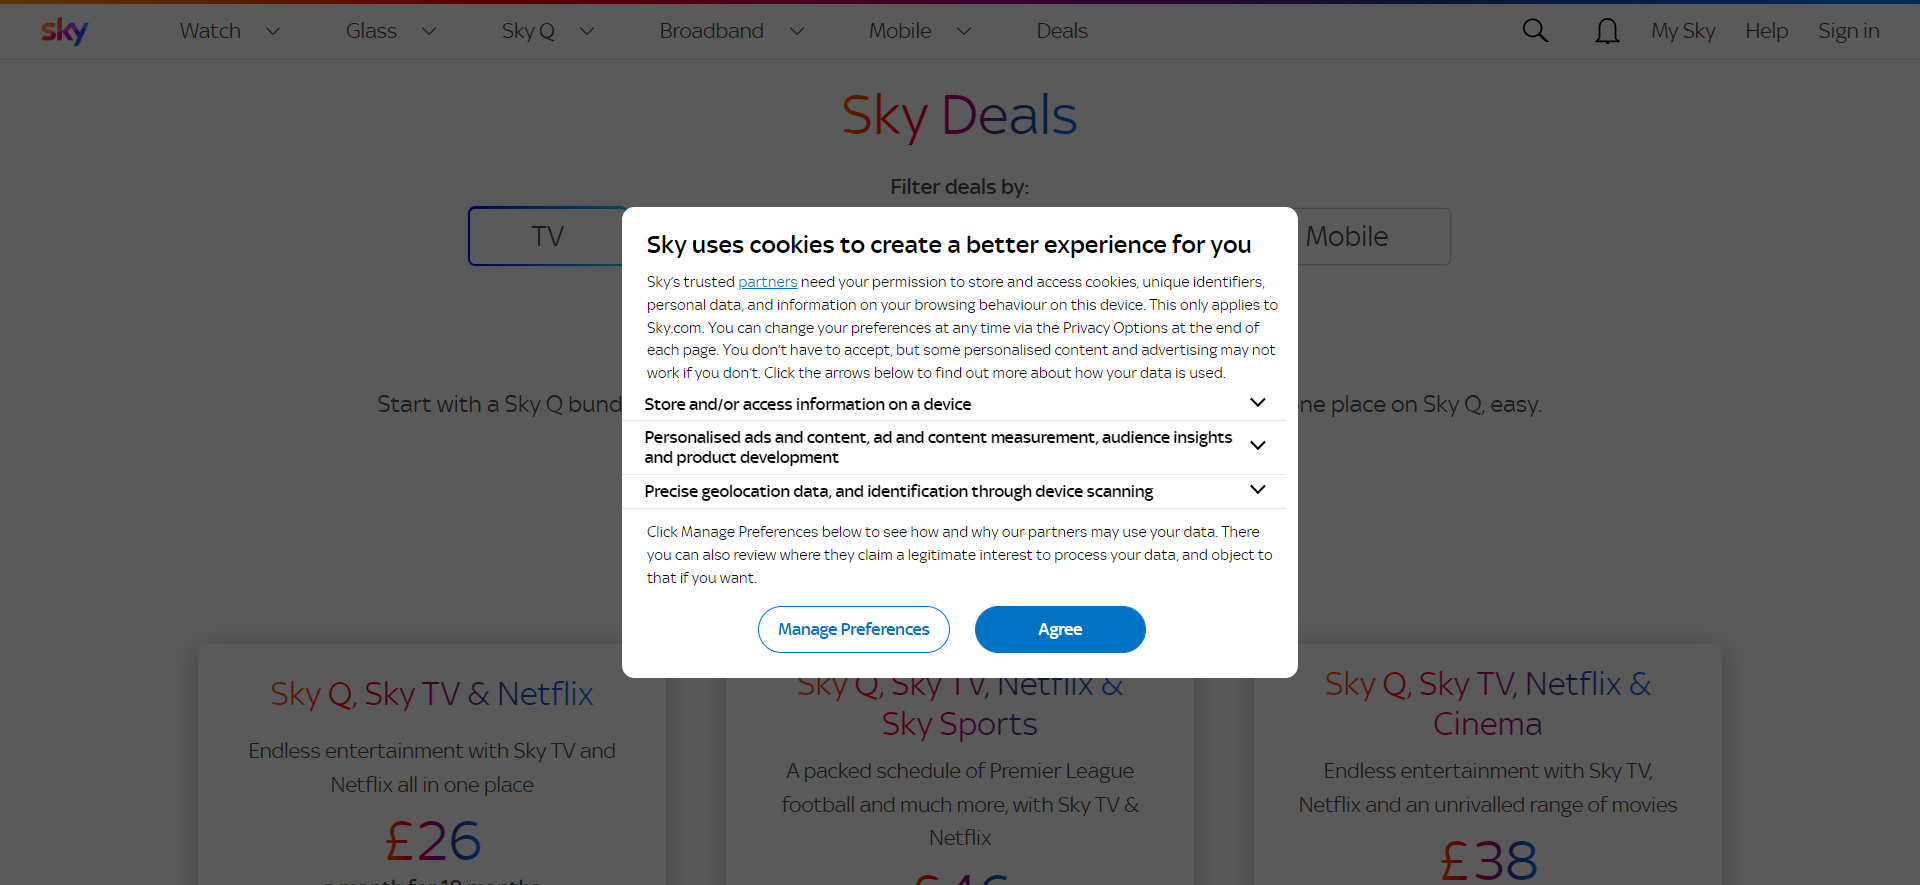 sky
Watch
Glass
Sky Q
Broadband
Mobile
Deals
My Sky
Help
Sign in
Sky Deals
Filter deals by:
TV
Mobile
Start with a Sky Q bund
ne place on Sky Q, easy.
Sky uses cookies to create a better experience for you
Sky's trusted partners need your permission to store and access cookies, unique identifiers,
personal data, and information on your browsing behaviour on this device. This only applies to
Sky.com. You can change your preferences at any time via the Privacy Options at the end of
each page. You don't have to accept, but some personalised content and advertising may not
work if you don't. Click the arrows below to find out more about how your data is used.
Store and/or access information on a device
Personalised ads and content, ad and content measurement, audience insights
and product development
Precise geolocation data, and identification through device scanning
Click Manage Preferences below to see how and why our partners may use your data. There
you can also review where they claim a legitimate interest to process your data, and object to
that if you want.
Manage Preferences
Agree
Sky Q, Sky TV & Netflix
Endless entertainment with Sky TV and
Netflix all in one place
£26
a month for 18 months
Sky Q, Sky TV, Netflix &
Sky Sports
A packed schedule of Premier League
football and much more, with Sky TV &
Netflix
£46
Sky Q, Sky TV, Netflix &
Cinema
Endless entertainment with Sky TV,
Netflix and an unrivalled range of movies
£38